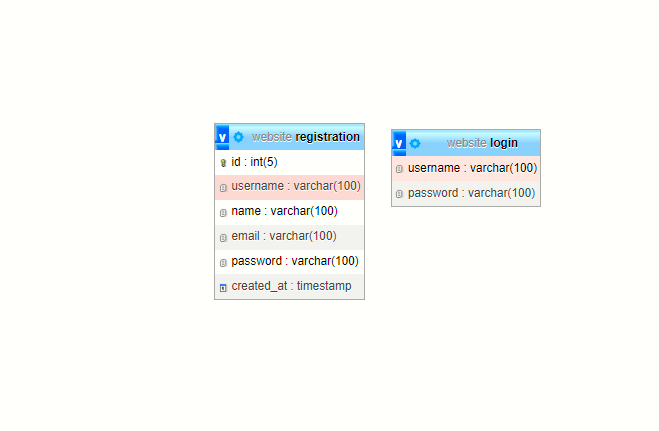 v website registration
id : int(5)
username : varchar(100)
name : varchar(100)
email : varchar(100)
password : varchar(100)
created_at : timestamp
v website login
username : varchar(100)
password : varchar(100)